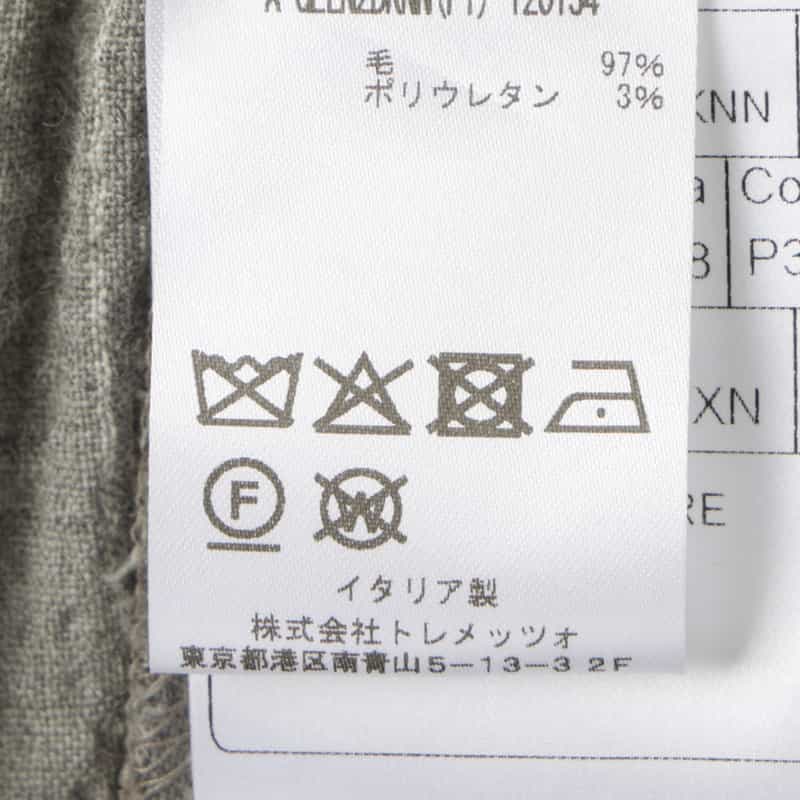 毛 97%
ポリウレタン 3%
F
W
イタリア製
株式会社トレメッツォ
東京都港区南青山5-13-3 2F
KNN
a Co
8 P3
XN
RE